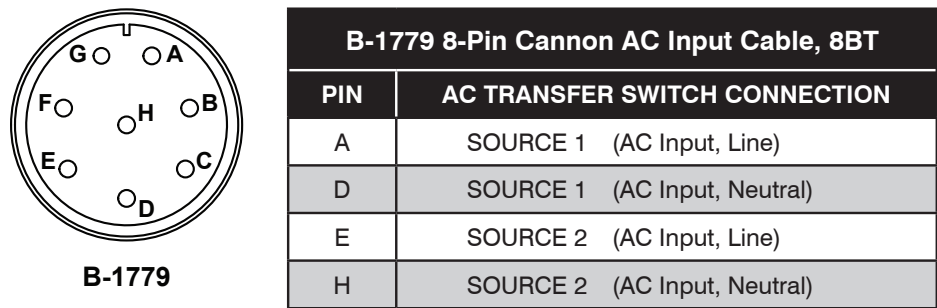 G A
F H B
E C
D
B-1779
B-1779 8-Pin Cannon AC Input Cable, 8BT
PIN AC TRANSFER SWITCH CONNECTION
A SOURCE 1 (AC Input, Line)
D SOURCE 1 (AC Input, Neutral)
E SOURCE 2 (AC Input, Line)
H SOURCE 2 (AC Input, Neutral)